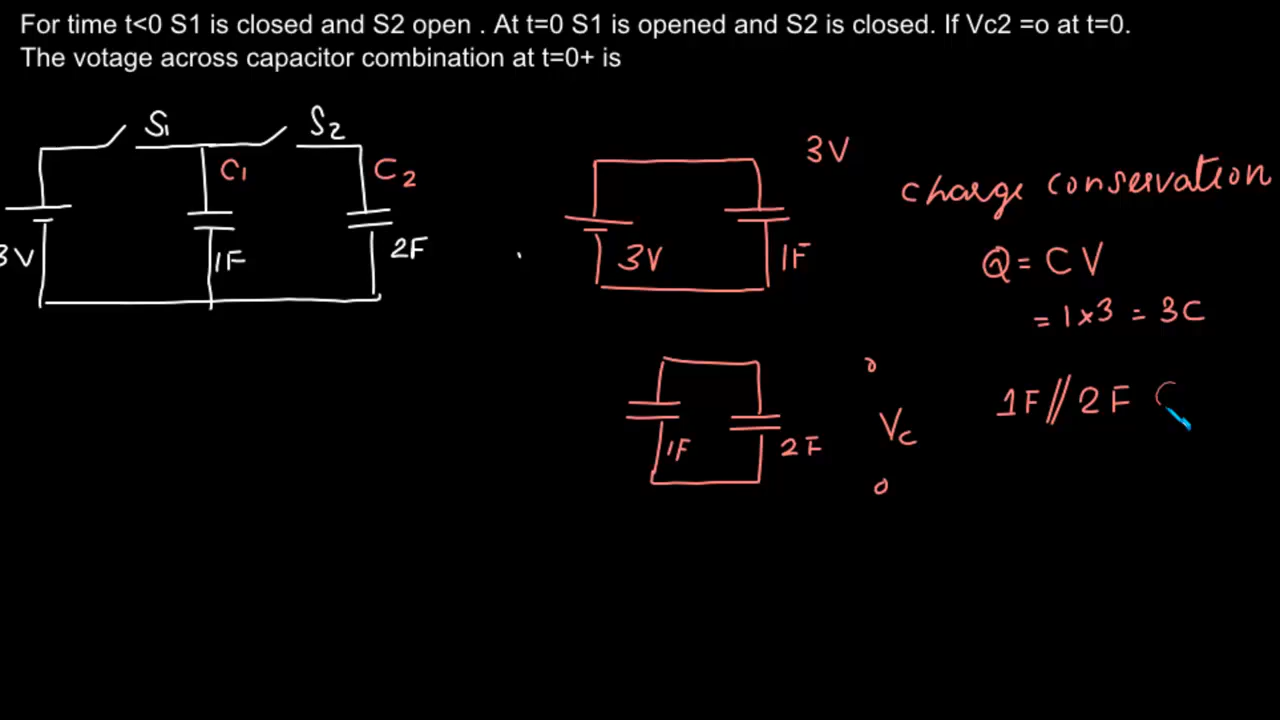 For time t<0 S1 is closed and S2 open . At t=0 S1 is opened and S2 is closed. If Vc2 =o at t=0.
The votage across capacitor combination at t=0+ is
S1 S2
C1 C2
3V 1F 2F
3V
3V 1F
charge conservation
Q = CV
= 1×3 = 3C
1F 2F
Vc
1F // 2F